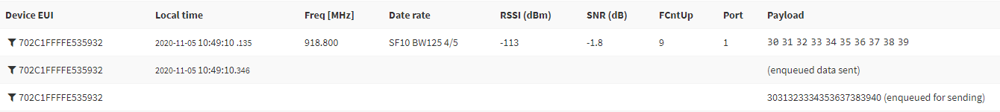 Device EUI Local time Freq [MHz] Date rate RSSI (dBm) SNR (dB) FCntUp Port Payload
702C1FFFFE535932 2020-11-05 10:49:10 .135 918.800 SF10 BW125 4/5 -113 -1.8 9 1 30 31 32 33 34 35 36 37 38 39
702C1FFFFE535932 2020-11-05 10:49:10.346 (enqueued data sent)
702C1FFFFE535932 3031323334353637383940 (enqueued for sending)